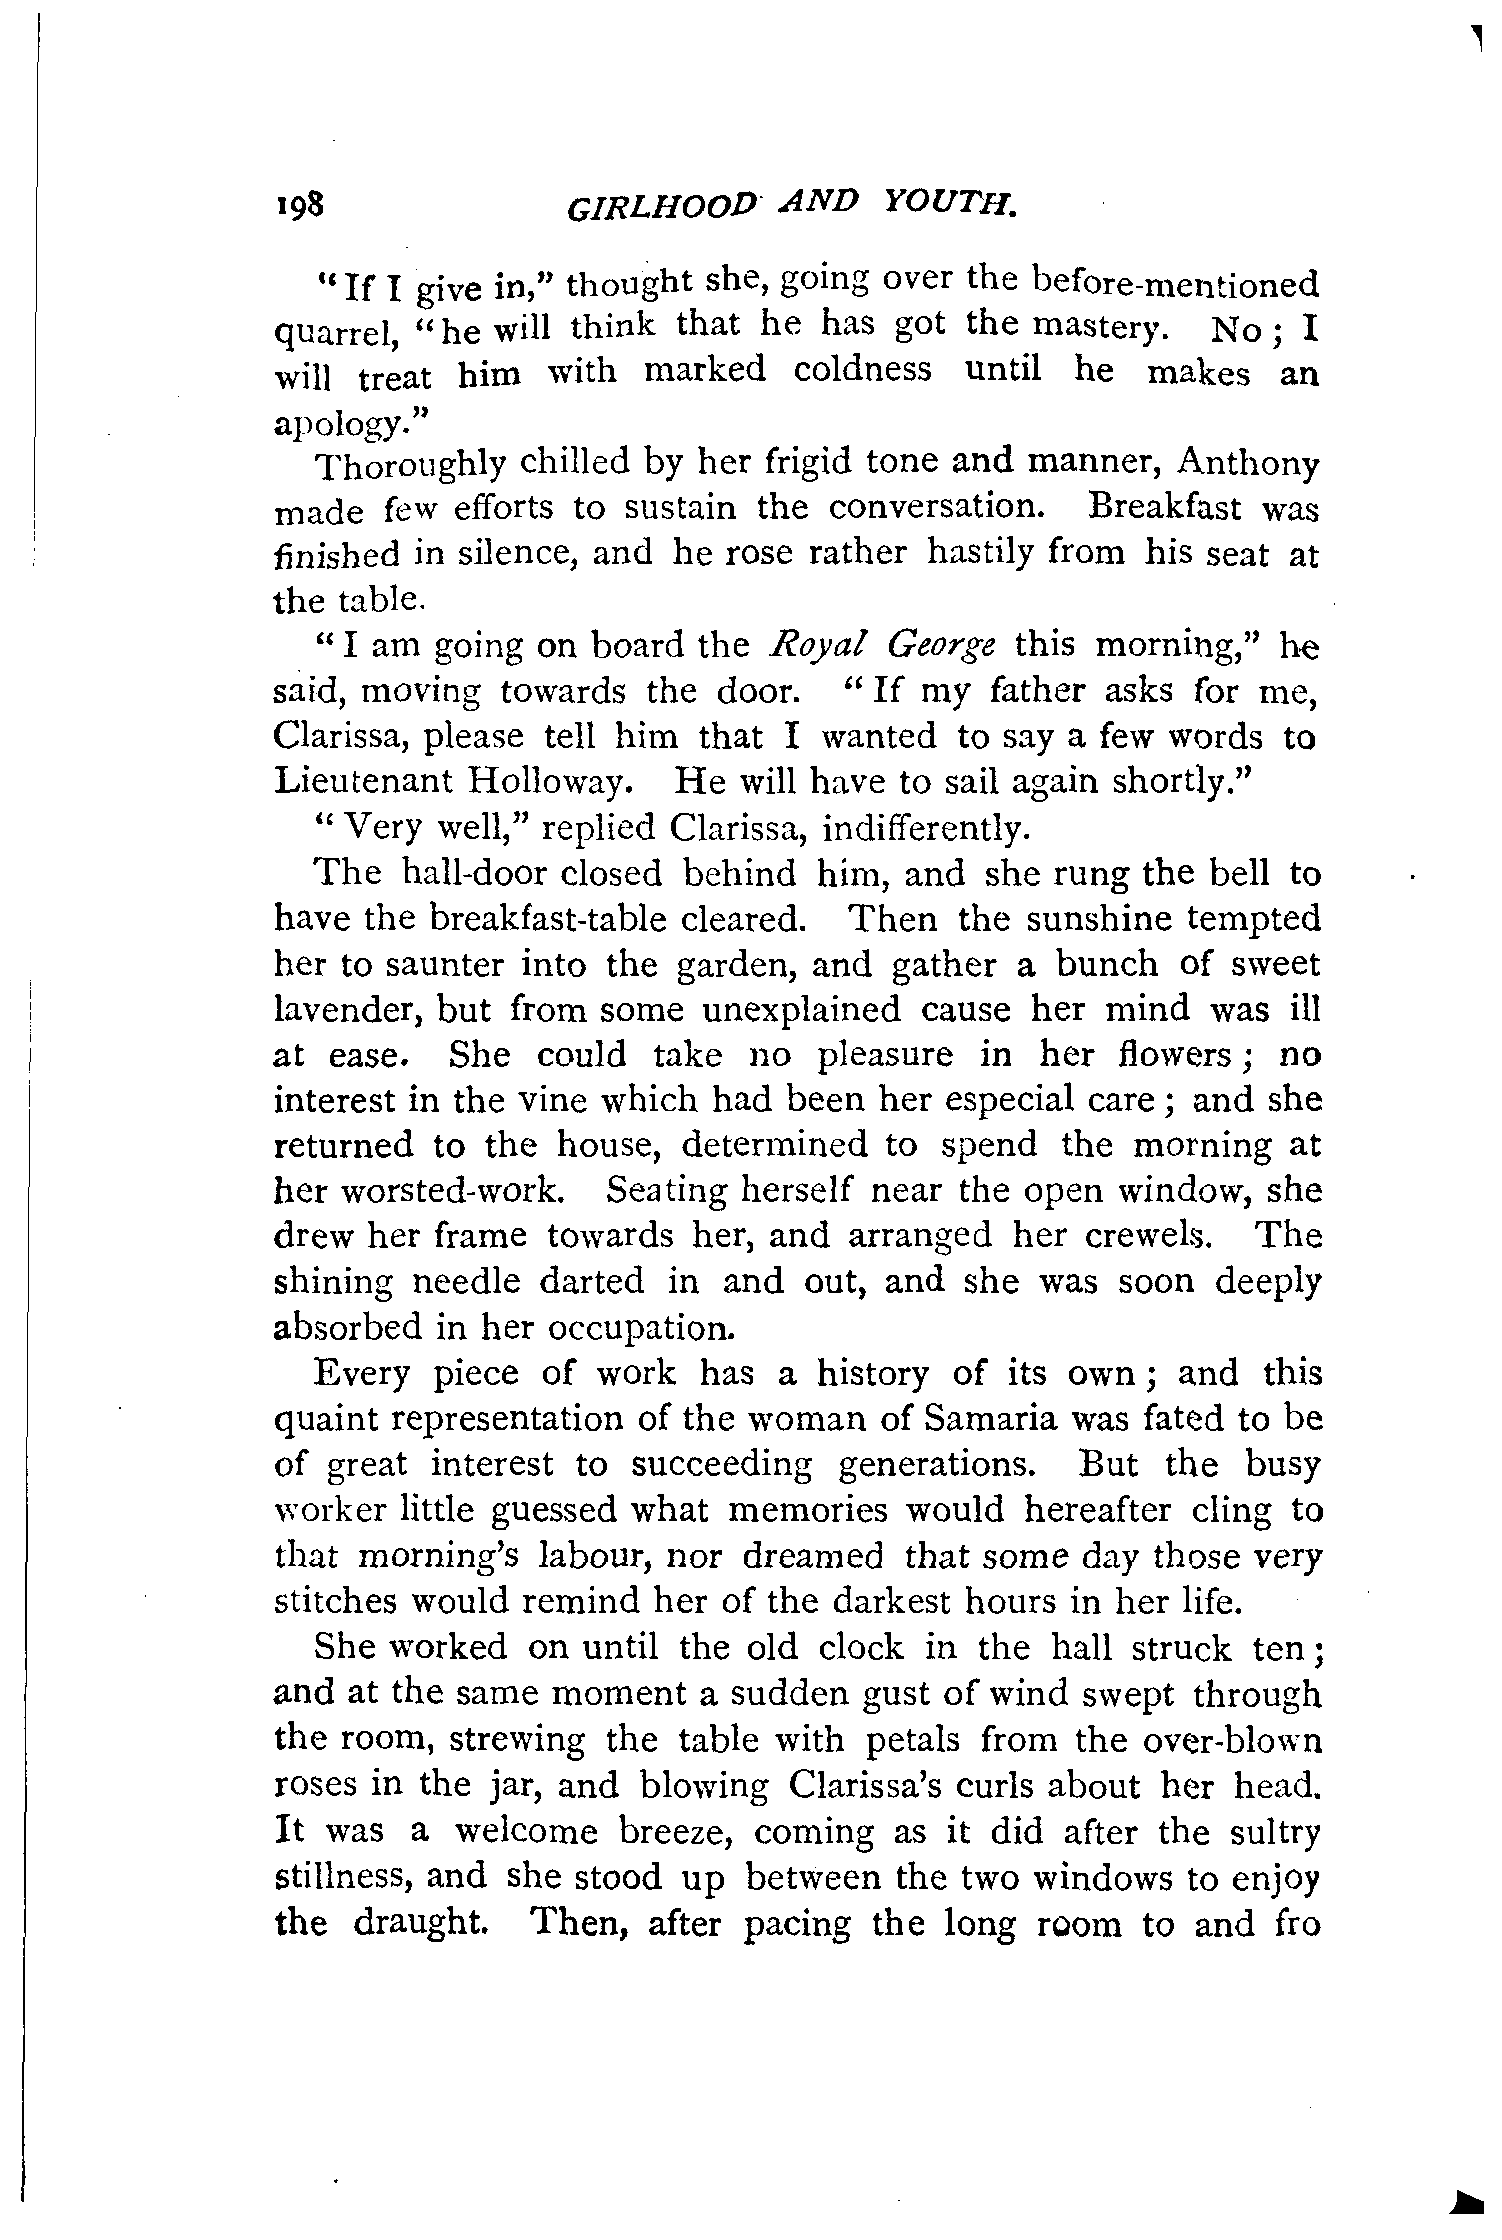 198 GIRLHOOD AND YOUTH.
"If I give in," thought she, going over the before-mentioned
quarrel, "he will think that he has got the mastery. No; I
will treat him with marked coldness until he makes an
apology."
Thoroughly chilled by her frigid tone and manner, Anthony
made few efforts to sustain the conversation. Breakfast was
finished in silence, and he rose rather hastily from his seat at
the table.
"I am going on board the Royal George this morning," he
said, moving towards the door. "If my father asks for me,
Clarissa, please tell him that I wanted to say a few words to
Lieutenant Holloway. He will have to sail again shortly."
"Very well," replied Clarissa, indifferently.
The hall-door closed behind him, and she rung the bell to
have the breakfast-table cleared. Then the sunshine tempted
her to saunter into the garden, and gather a bunch of sweet
lavender, but from some unexplained cause her mind was ill
at ease. She could take no pleasure in her flowers; no
interest in the vine which had been her especial care; and she
returned to the house, determined to spend the morning at
her worsted-work. Seating herself near the open window, she
drew her frame towards her, and arranged her crewels. The
shining needle darted in and out, and she was soon deeply
absorbed in her occupation.
Every piece of work has a history of its own; and this
quaint representation of the woman of Samaria was fated to be
of great interest to succeeding generations. But the busy
worker little guessed what memories would hereafter cling to
that morning's labour, nor dreamed that some day those very
stitches would remind her of the darkest hours in her life.
She worked on until the old clock in the hall struck ten;
and at the same moment a sudden gust of wind swept through
the room, strewing the table with petals from the over-blown
roses in the jar, and blowing Clarissa's curls about her head.
It was a welcome breeze, coming as it did after the sultry
stillness, and she stood up between the two windows to enjoy
the draught. Then, after pacing the long room to and fro